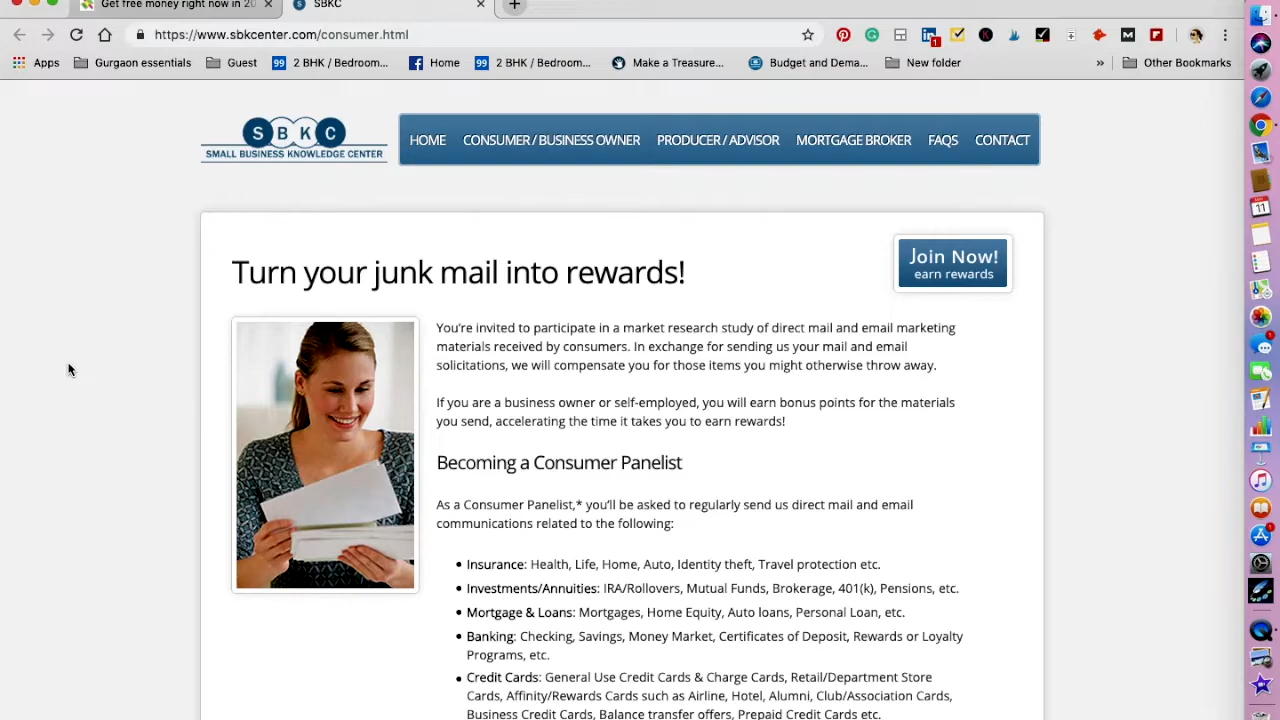 Get free money right now in 20
SBKC
https://www.sbkcenter.com/consumer.html
1
Apps
Gurgaon essentials
Guest
99 2 BHK / Bedroom...
Home
99 2 BHK / Bedroom...
Make a Treasure...
Budget and Dema...
New folder
»
Other Bookmarks
S B K C
SMALL BUSINESS KNOWLEDGE CENTER
HOME
CONSUMER / BUSINESS OWNER
PRODUCER / ADVISOR
MORTGAGE BROKER
FAQS
CONTACT
Turn your junk mail into rewards!
Join Now!
earn rewards
You're invited to participate in a market research study of direct mail and email marketing
materials received by consumers. In exchange for sending us your mail and email
solicitations, we will compensate you for those items you might otherwise throw away.
If you are a business owner or self-employed, you will earn bonus points for the materials
you send, accelerating the time it takes you to earn rewards!
Becoming a Consumer Panelist
As a Consumer Panelist,* you'll be asked to regularly send us direct mail and email
communications related to the following:
• Insurance: Health, Life, Home, Auto, Identity theft, Travel protection etc.
• Investments/Annuities: IRA/Rollovers, Mutual Funds, Brokerage, 401(k), Pensions, etc.
• Mortgage & Loans: Mortgages, Home Equity, Auto loans, Personal Loan, etc.
• Banking: Checking, Savings, Money Market, Certificates of Deposit, Rewards or Loyalty
Programs, etc.
• Credit Cards: General Use Credit Cards & Charge Cards, Retail/Department Store
Cards, Affinity/Rewards Cards such as Airline, Hotel, Alumni, Club/Association Cards,
Business Credit Cards, Balance transfer offers, Prepaid Credit Cards etc.
11